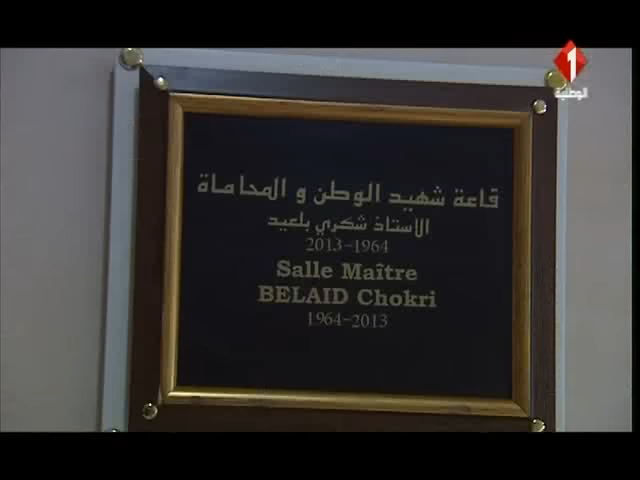 1
الوطنية
قاعة شهيد الوطن و المحاماة
الأستاذ شكري بلعيد
2013-1964
Salle Maître
BELAID Chokri
1964-2013